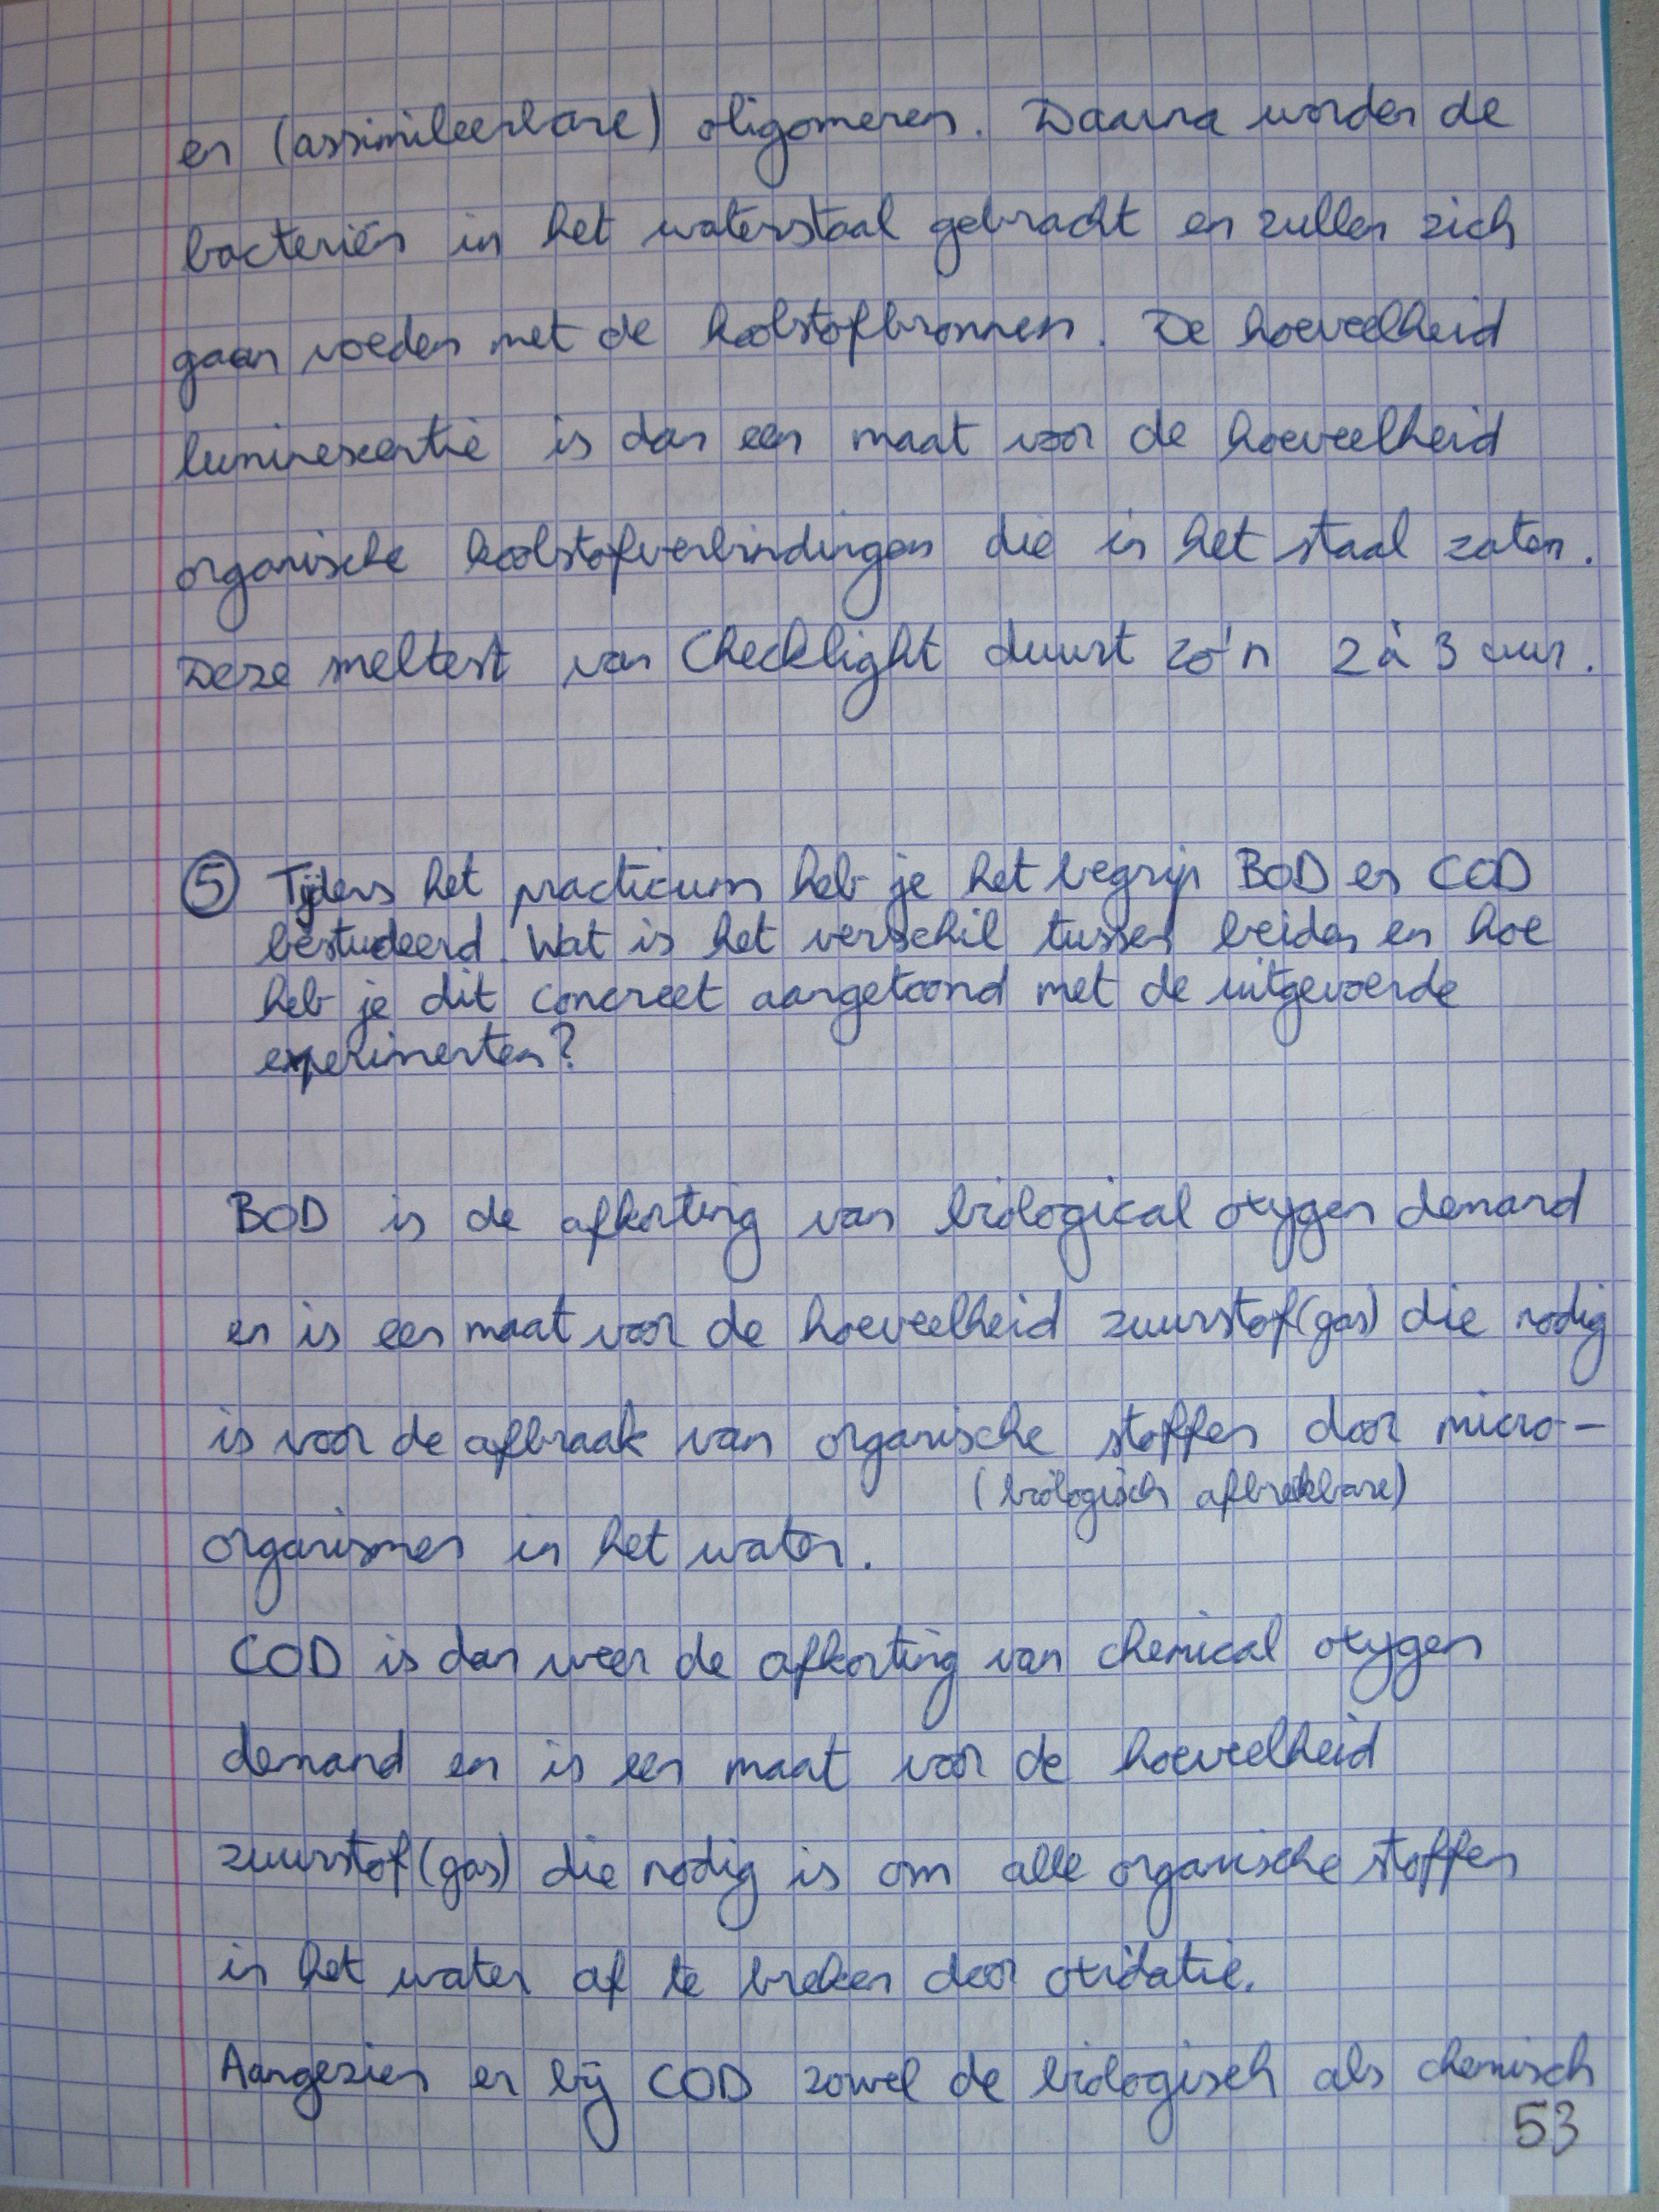 en (assimileerbare) oligomeren. Daarna worden de
bacteriën in het waterstaal gebracht en zullen zich
gaan voeden met de koolstofbronnen. De hoeveelheid
luminescentie is dan een maat voor de hoeveelheid
organische koolstofverbindingen die in het staal zaten.
Deze sneltest van Checklight duurt zo'n 2 à 3 uur.
⑤ Tijdens het practicum heb je het begrip BOD en COD
bestudeerd. Wat is het verschil tussen beiden en hoe
heb je dit concreet aangetoond met de uitgevoerde
experimenten?
BOD is de afkorting van biological oxygen demand
en is een maat voor de hoeveelheid zuurstof(gas) die nodig
is voor de afbraak van organische stoffen door micro-
(biologisch afbreekbare)
organismen in het water.
COD is dan weer de afkorting van chemical oxygen
demand en is een maat voor de hoeveelheid
zuurstof(gas) die nodig is om alle organische stoffen
in het water af te breken door oxidatie.
Aangezien er bij COD zowel de biologisch als chemisch
53